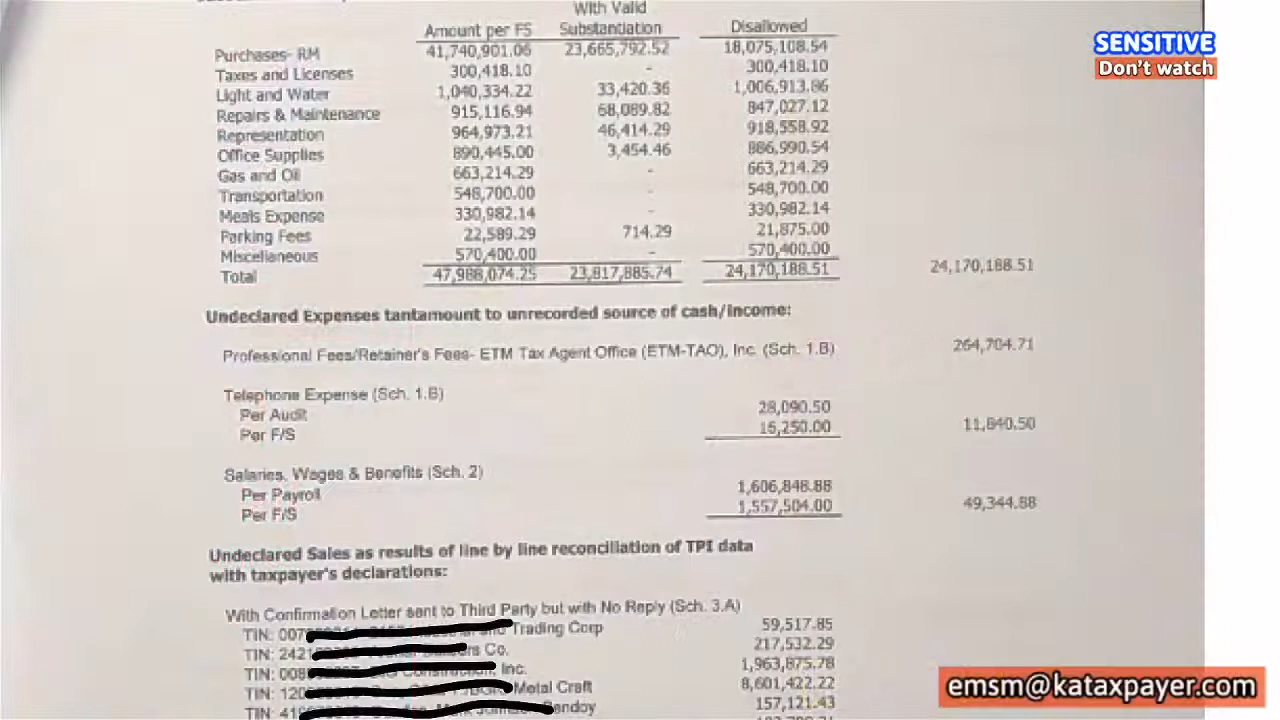 With Valid
Amount per FS Substantiation Disallowed
Purchases- RM 41,740,901.06 23,665,792.52 18,075,108.54
Taxes and Licenses 300,418.10 - 300,418.10
Light and Water 1,040,334.22 33,420.36 1,006,913.86
Repairs & Maintenance 915,116.94 68,089.82 847,027.12
Representation 964,973.21 46,414.29 918,558.92
Office Supplies 890,445.00 3,454.46 886,990.54
Gas and Oil 663,214.29 - 663,214.29
Transportation 548,700.00 - 548,700.00
Meals Expense 330,982.14 - 330,982.14
Parking Fees 22,589.29 714.29 21,875.00
Miscellaneous 570,400.00 - 570,400.00
Total 47,988,074.25 23,817,885.74 24,170,188.51 24,170,188.51
Undeclared Expenses tantamount to unrecorded source of cash/income:
Professional Fees/Retainer's Fees- ETM Tax Agent Office (ETM-TAO), Inc. (Sch. 1.B) 264,704.71
Telephone Expense (Sch. 1.B)
Per Audit 28,090.50
Per F/S 16,250.00 11,840.50
Salaries, Wages & Benefits (Sch. 2)
Per Payroll 1,606,848.88
Per F/S 1,557,504.00 49,344.88
Undeclared Sales as results of line by line reconciliation of TPI data
with taxpayer's declarations:
With Confirmation Letter sent to Third Party but with No Reply (Sch. 3.A)
TIN: 007 Trading Corp 59,517.85
TIN: 242 Co. 217,532.29
TIN: 008 Inc. 1,963,875.78
TIN: 120 Metal Craft 8,601,422.22
TIN: 157,121.43
SENSITIVE
Don't watch
emsm@kataxpayer.com